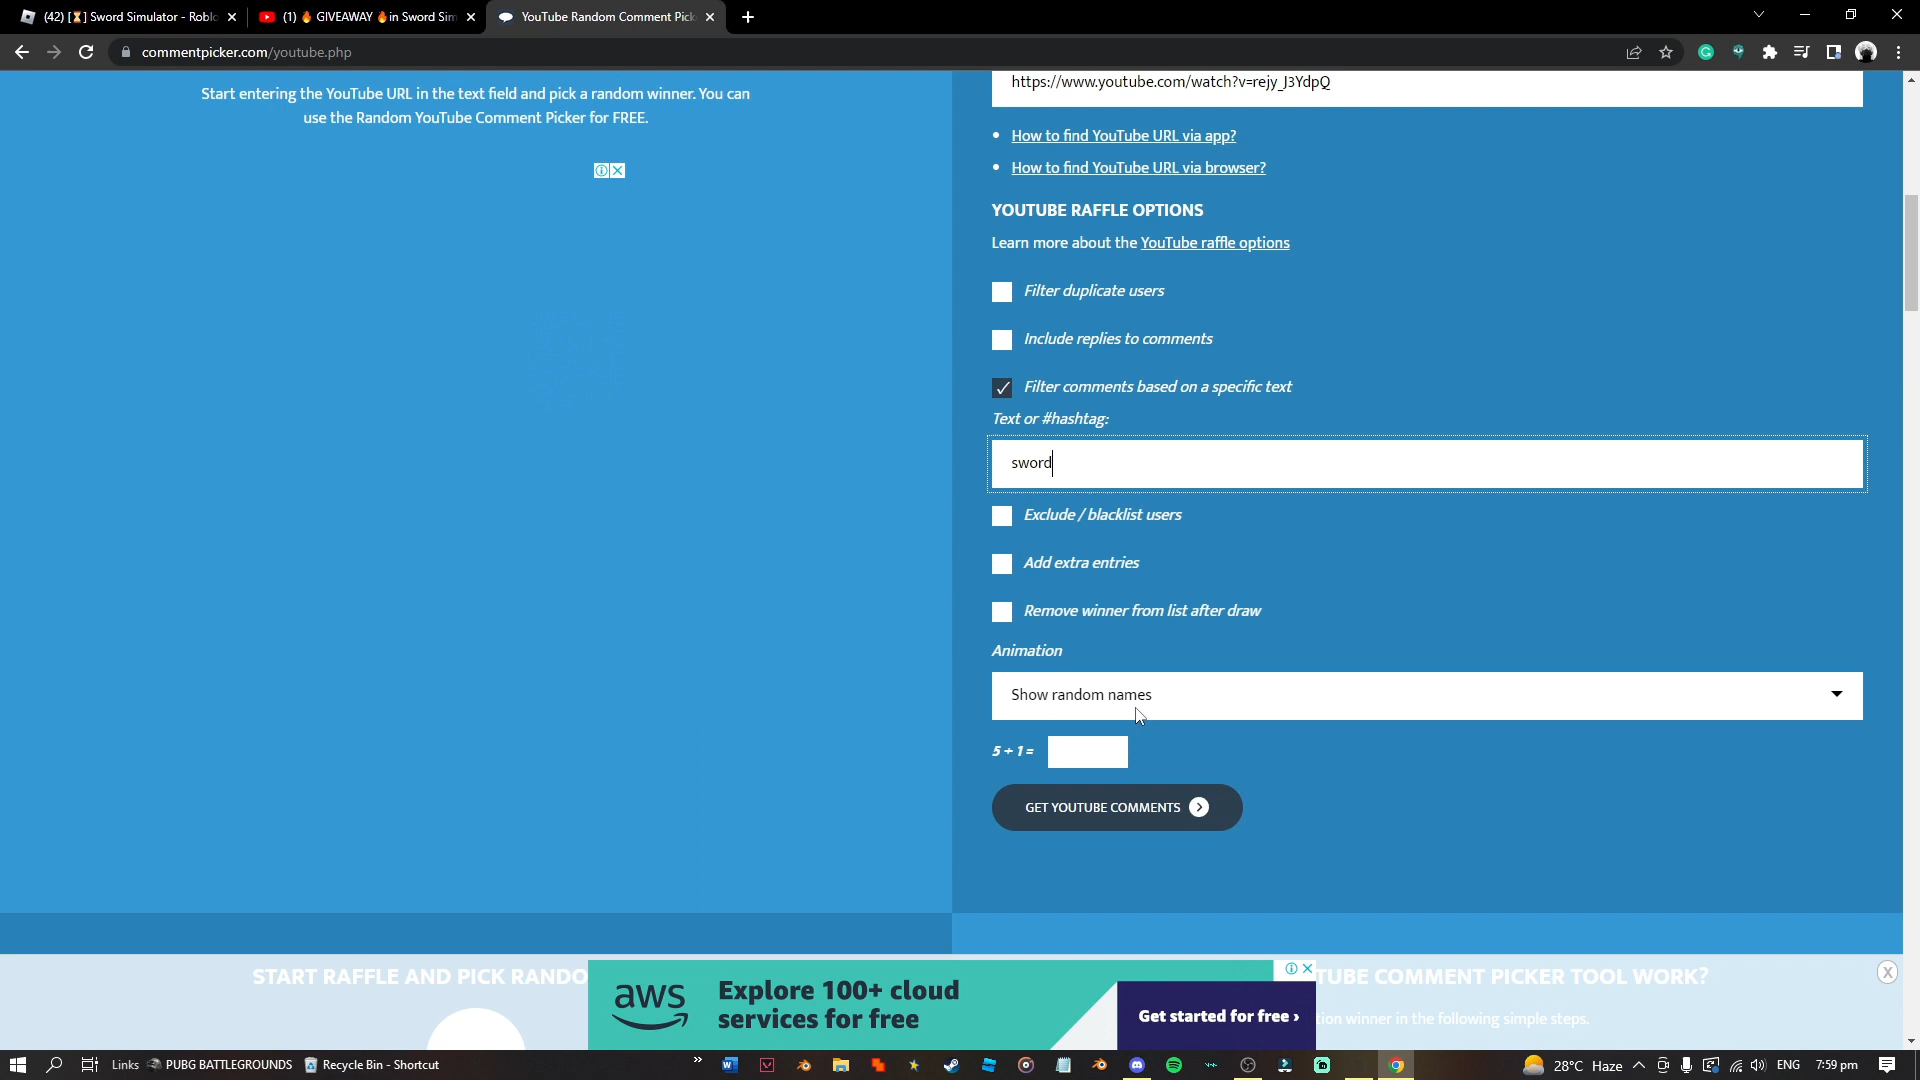 (42) [⌛] Sword Simulator - Roblo
(1) 🔥 GIVEAWAY 🔥in Sword Sim
YouTube Random Comment Pick
commentpicker.com/youtube.php
Start entering the YouTube URL in the text field and pick a random winner. You can
use the Random YouTube Comment Picker for FREE.
https://www.youtube.com/watch?v=rejy_J3YdpQ
• How to find YouTube URL via app?
• How to find YouTube URL via browser?
YOUTUBE RAFFLE OPTIONS
Learn more about the YouTube raffle options
Filter duplicate users
Include replies to comments
Filter comments based on a specific text
Text or #hashtag:
sword
Exclude / blacklist users
Add extra entries
Remove winner from list after draw
Animation
Show random names
5 + 1 =
GET YOUTUBE COMMENTS
START RAFFLE AND PICK RANDO
TUBE COMMENT PICKER TOOL WORK?
tion winner in the following simple steps.
aws
Explore 100+ cloud
services for free
Get started for free ›
Links
PUBG BATTLEGROUNDS
Recycle Bin - Shortcut
28°C Haze
ENG
7:59 pm